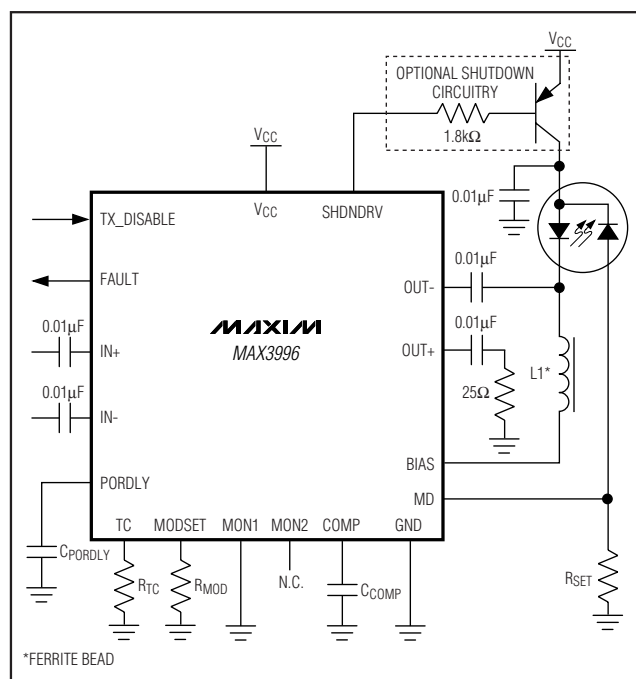 VCC
OPTIONAL SHUTDOWN
CIRCUITRY
1.8kΩ
VCC
0.01µF
VCC
SHDNDRV
TX_DISABLE
FAULT
0.01µF
OUT-
0.01µF
0.01µF
IN+
MAXIM
MAX3996
OUT+
L1*
0.01µF
25Ω
IN-
BIAS
PORDLY
MD
TC
MODSET
MON1
MON2
COMP
GND
CPORDLY
RTC
RMOD
N.C.
CCOMP
RSET
*FERRITE BEAD